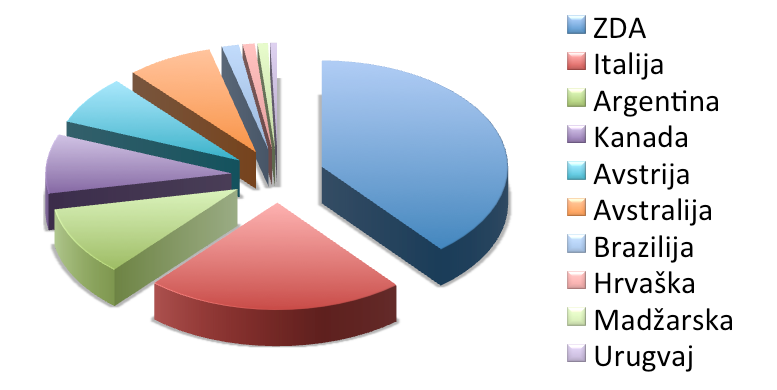 ZDA
Italija
Argentina
Kanada
Avstrija
Avstralija
Brazilija
Hrvaška
Madžarska
Urugvaj